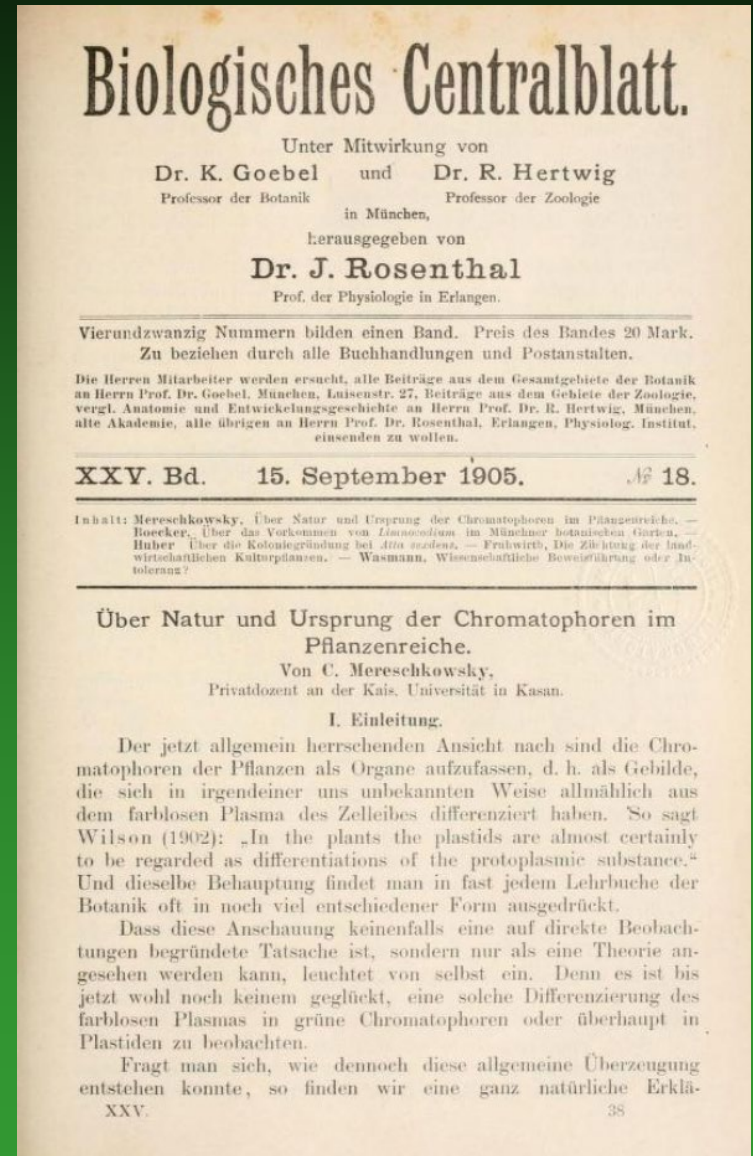 Biologisches Centralblatt.
Unter Mitwirkung von
Dr. K. Goebel und Dr. R. Hertwig
Professor der Botanik Professor der Zoologie
in München,
herausgegeben von
Dr. J. Rosenthal
Prof. der Physiologie in Erlangen.
Vierundzwanzig Nummern bilden einen Band. Preis des Bandes 20 Mark.
Zu beziehen durch alle Buchhandlungen und Postanstalten.
Die Herren Mitarbeiter werden ersucht, alle Beiträge aus dem Gesamtgebiete der Botanik
an Herrn Prof. Dr. Goebel, München, Luisenstr. 27, Beiträge aus dem Gebiete der Zoologie,
vergl. Anatomie und Entwickelungsgeschichte an Herrn Prof. Dr. R. Hertwig, München,
alte Akademie, alle übrigen an Herrn Prof. Dr. Rosenthal, Erlangen, Physiolog. Institut,
einsenden zu wollen.
XXV. Bd. 15. September 1905. № 18.
Inhalt: Mereschkowsky, Über Natur und Ursprung der Chromatophoren im Pflanzenreiche. —
Boecker, Über das Vorkommen von Limnocodium im Münchner botanischen Garten. —
Huber Über die Koloniegründung bei Atta sexdens. — Fruhwirth, Die Züchtung der land-
wirtschaftlichen Kulturpflanzen. — Wasmann, Wissenschaftliche Beweisführung oder In-
toleranz?
Über Natur und Ursprung der Chromatophoren im
Pflanzenreiche.
Von C. Mereschkowsky,
Privatdozent an der Kais. Universität in Kasan.
I. Einleitung.
Der jetzt allgemein herrschenden Ansicht nach sind die Chro-
matophoren der Pflanzen als Organe aufzufassen, d. h. als Gebilde,
die sich in irgendeiner uns unbekannten Weise allmählich aus
dem farblosen Plasma des Zelleibes differenziert haben. So sagt
Wilson (1902): „In the plants the plastids are almost certainly
to be regarded as differentiations of the protoplasmic substance.“
Und dieselbe Behauptung findet man in fast jedem Lehrbuche der
Botanik oft in noch viel entschiedener Form ausgedrückt.
Dass diese Anschauung keinenfalls eine auf direkte Beobach-
tungen begründete Tatsache ist, sondern nur als eine Theorie an-
gesehen werden kann, leuchtet von selbst ein. Denn es ist bis
jetzt wohl noch keinem geglückt, eine solche Differenzierung des
farblosen Plasmas in grüne Chromatophoren oder überhaupt in
Plastiden zu beobachten.
Fragt man sich, wie dennoch diese allgemeine Überzeugung
entstehen konnte, so finden wir eine ganz natürliche Erklä-
XXV. 38